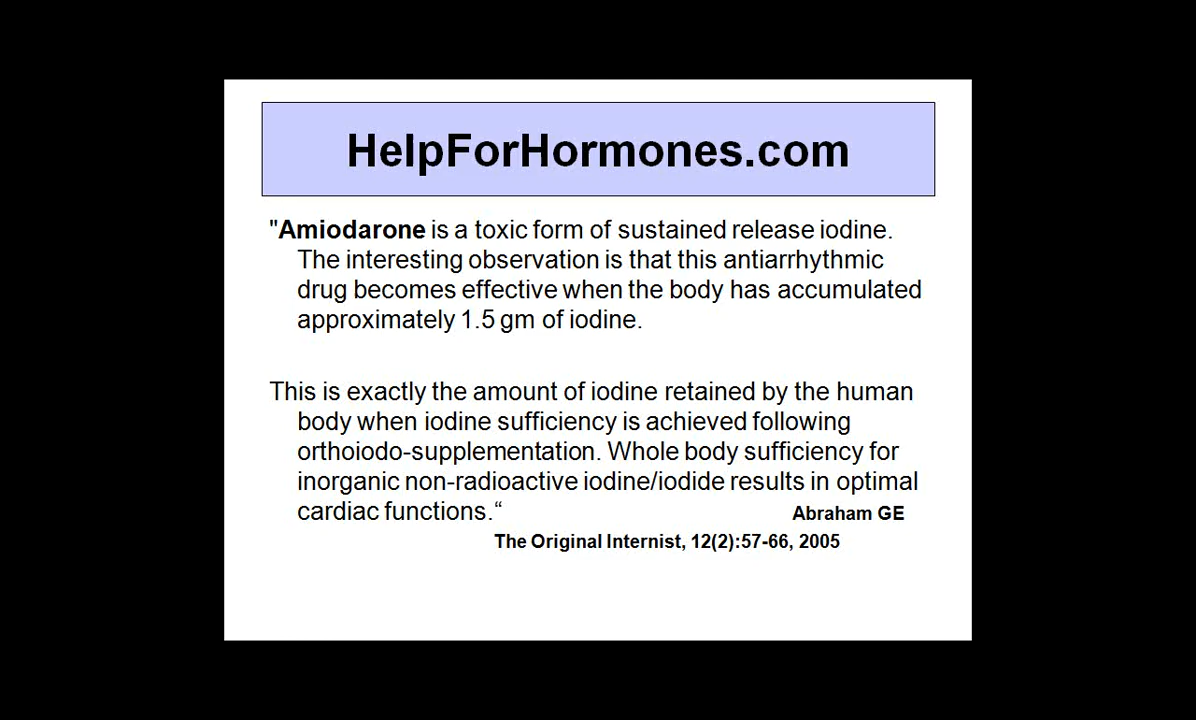 HelpForHormones.com
"Amiodarone is a toxic form of sustained release iodine.
The interesting observation is that this antiarrhythmic
drug becomes effective when the body has accumulated
approximately 1.5 gm of iodine.
This is exactly the amount of iodine retained by the human
body when iodine sufficiency is achieved following
orthoiodo-supplementation. Whole body sufficiency for
inorganic non-radioactive iodine/iodide results in optimal
cardiac functions.“ Abraham GE
The Original Internist, 12(2):57-66, 2005